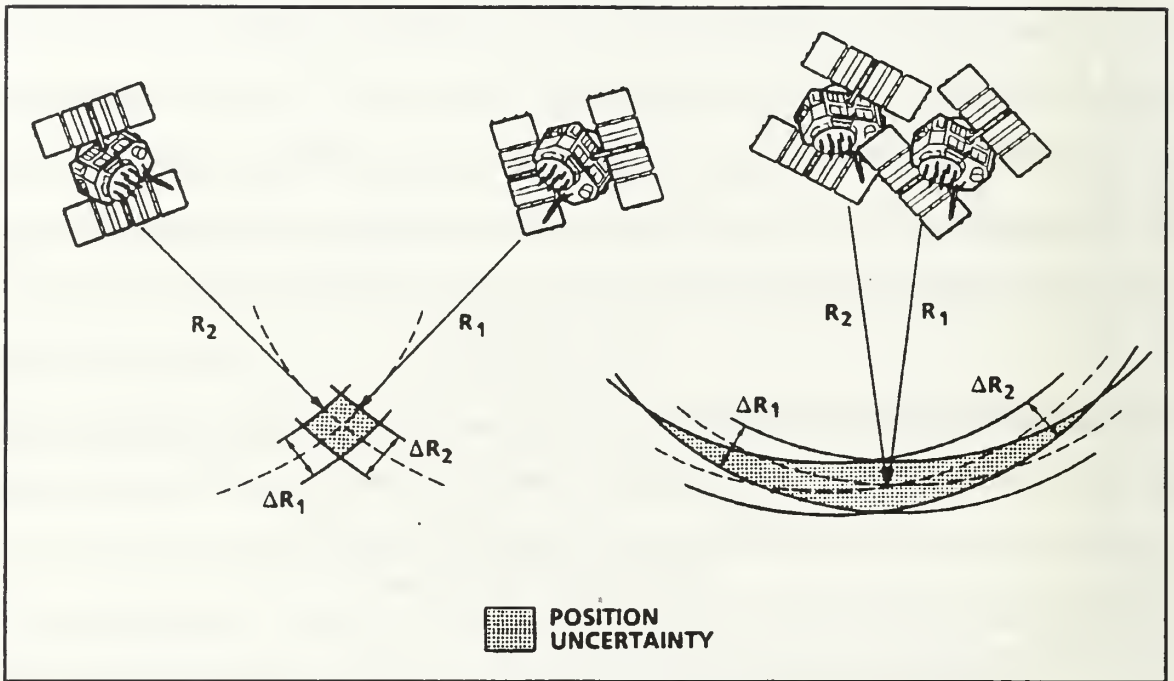 R₂
R₁
ΔR₁
ΔR₂
R₂
R₁
ΔR₁
ΔR₂
POSITION
UNCERTAINTY